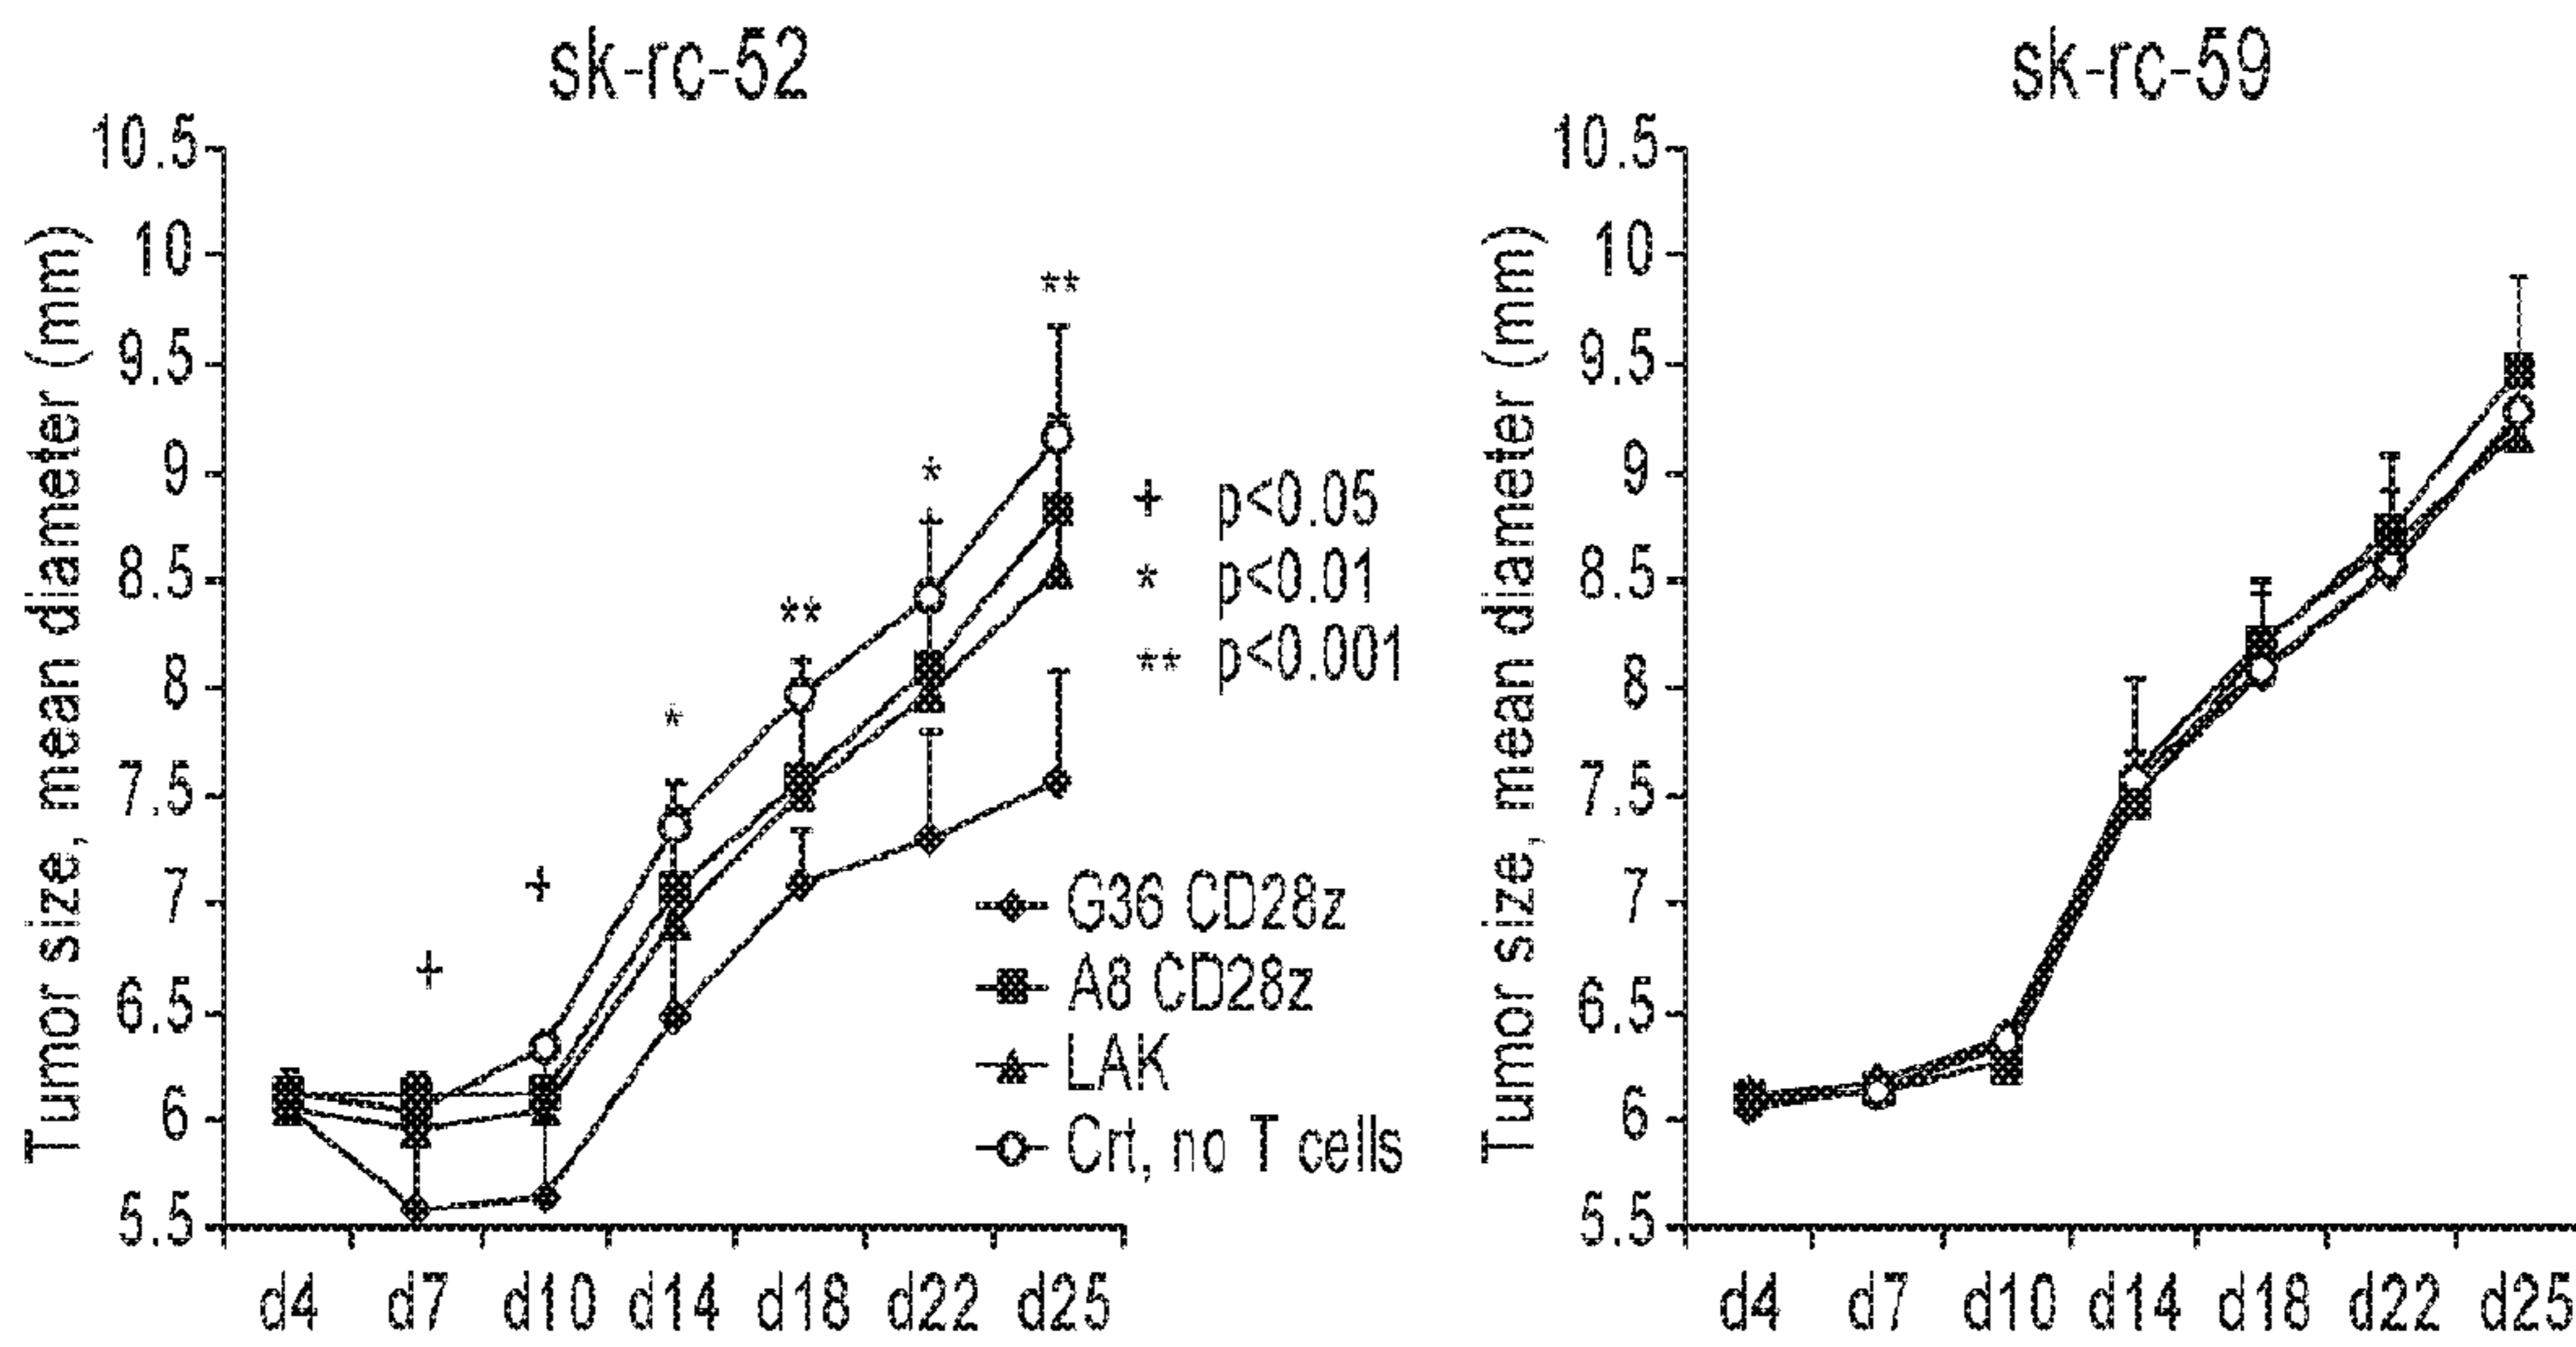 sk-rc-52
Tumor size, mean diameter (mm)
10.5
10
9.5
9
8.5
8
7.5
7
6.5
6
5.5
d4 d7 d10 d14 d18 d22 d25
+
+
*
**
*
**
+ p<0.05
* p<0.01
** p<0.001
G36 CD28z
A8 CD28z
LAK
Crt, no T cells
sk-rc-59
Tumor size, mean diameter (mm)
10.5
10
9.5
9
8.5
8
7.5
7
6.5
6
5.5
d4 d7 d10 d14 d18 d22 d25